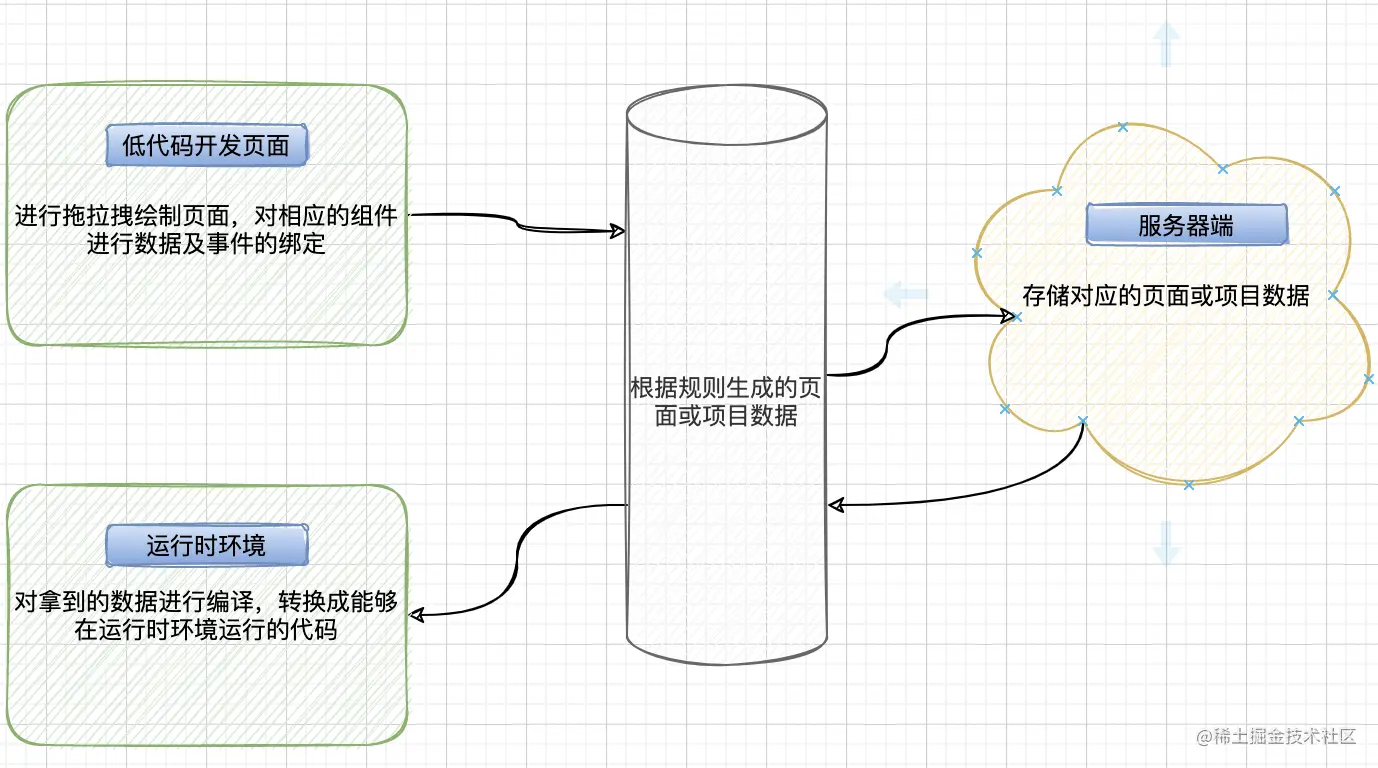 低代码开发页面
进行拖拉拽绘制页面，对相应的组件
进行数据及事件的绑定
服务器端
存储对应的页面或项目数据
根据规则生成的页
面或项目数据
运行时环境
对拿到的数据进行编译，转换成能够
在运行时环境运行的代码
@稀土掘金技术社区